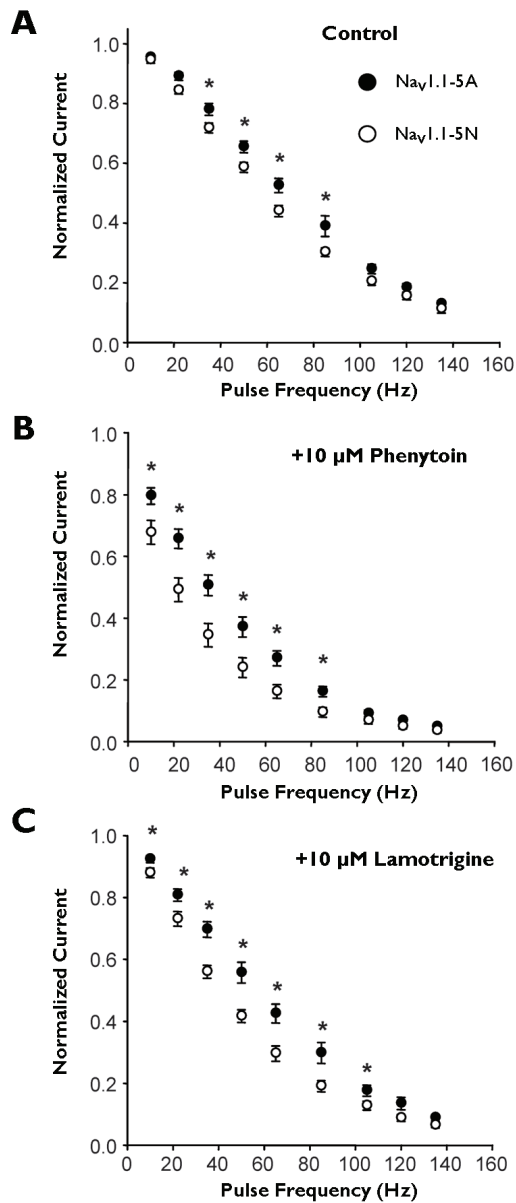 A
Control
Na𝗏1.1-5A
Na𝗏1.1-5N
* * * * * *
Normalized Current
1.0
0.8
0.6
0.4
0.2
0.0
0 20 40 60 80 100 120 140 160
Pulse Frequency (Hz)
B
+10 µM Phenytoin
* * * * * *
Normalized Current
1.0
0.8
0.6
0.4
0.2
0.0
0 20 40 60 80 100 120 140 160
Pulse Frequency (Hz)
C
+10 µM Lamotrigine
* * * * * * *
Normalized Current
1.0
0.8
0.6
0.4
0.2
0.0
0 20 40 60 80 100 120 140 160
Pulse Frequency (Hz)